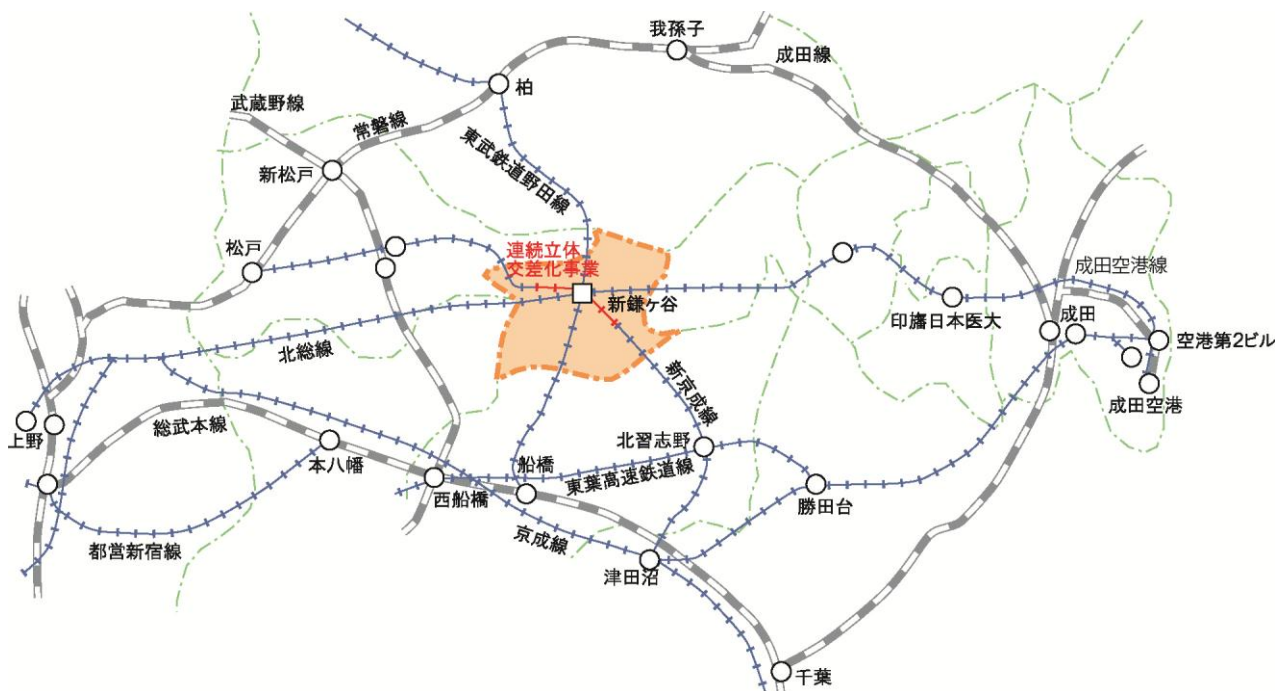 我孫子
成田線
柏
武蔵野線
常磐線
東武鉄道野田線
新松戸
松戸
連続立体
交差化事業
新鎌ヶ谷
成田空港線
印旛日本医大
成田
空港第2ビル
成田空港
北総線
新京成線
上野
総武本線
本八幡
北習志野
船橋
東葉高速鉄道線
西船橋
勝田台
都営新宿線
京成線
津田沼
千葉